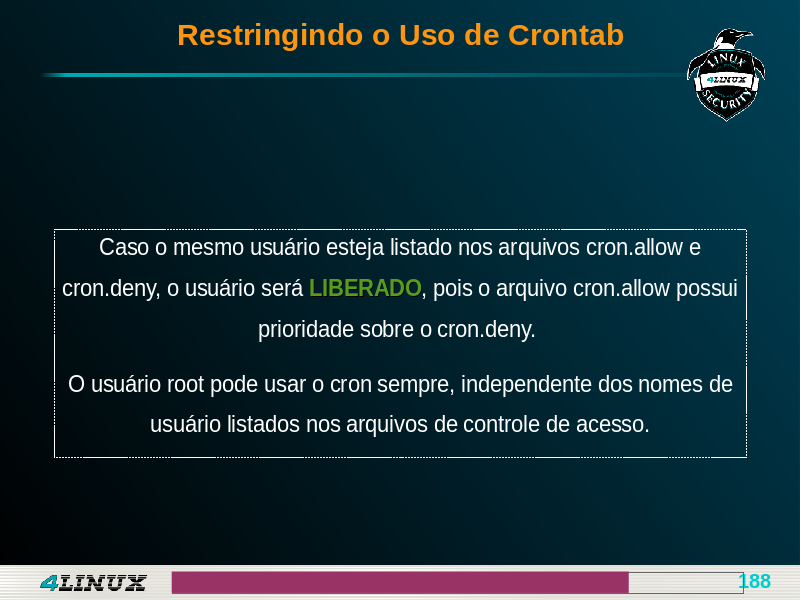 Restringindo o Uso de Crontab
LINUX
4LINUX
SECURITY
Caso o mesmo usuário esteja listado nos arquivos cron.allow e
cron.deny, o usuário será LIBERADO, pois o arquivo cron.allow possui
prioridade sobre o cron.deny.
O usuário root pode usar o cron sempre, independente dos nomes de
usuário listados nos arquivos de controle de acesso.
4LINUX
188